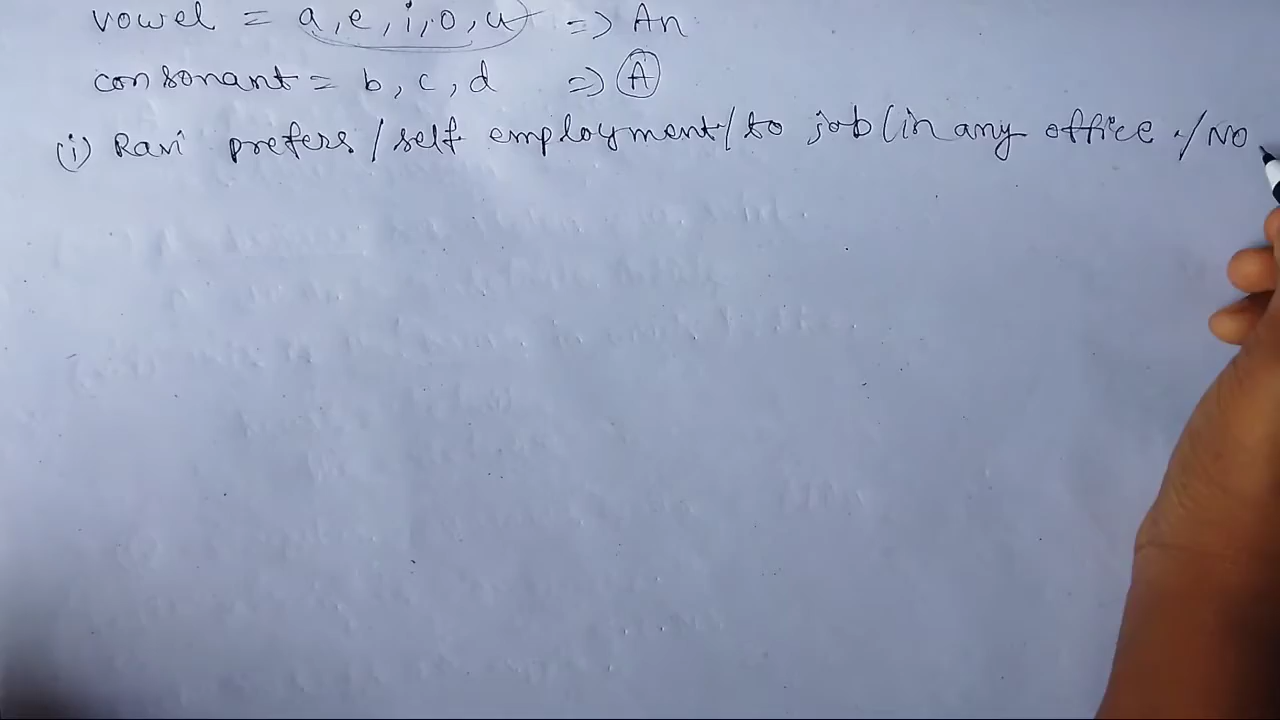 vowel = a, e, i, o, u => An
consonant = b, c, d => A
(i) Ravi prefers / self employment / to job / in any office . / NO